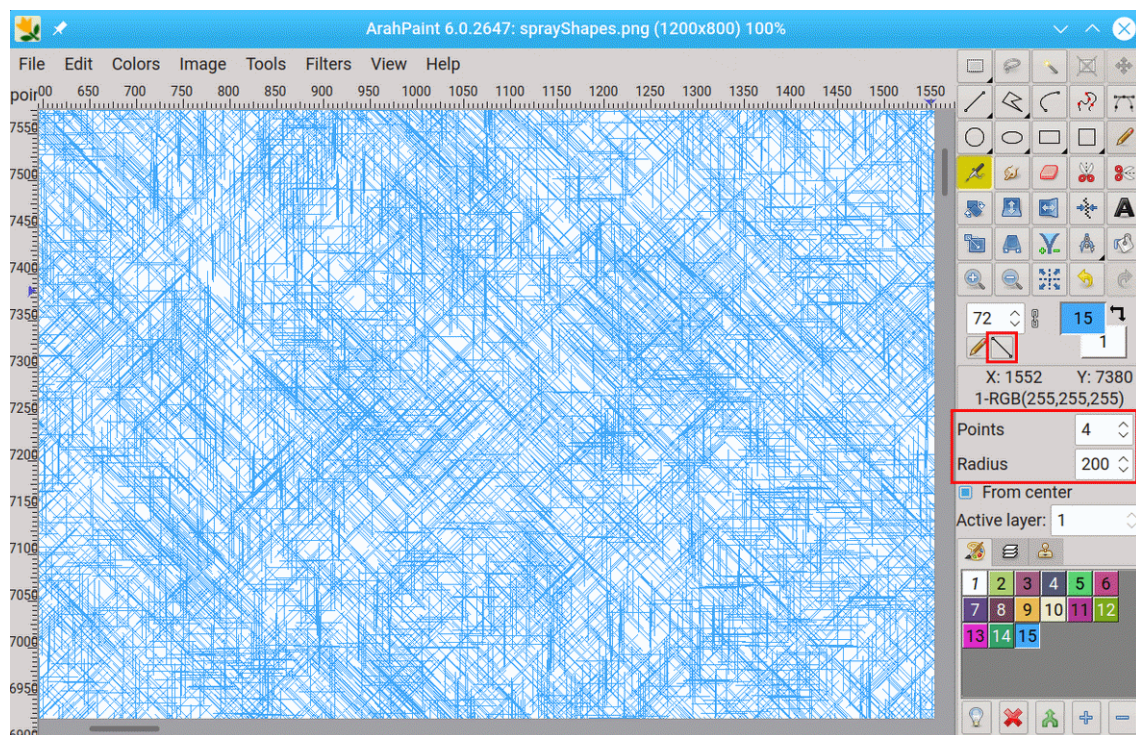 ArahPaint 6.0.2647: sprayShapes.png (1200x800) 100%
File Edit Colors Image Tools Filters View Help
poir00 650 700 750 800 850 900 950 1000 1050 1100 1150 1200 1250 1300 1350 1400 1450 1500 1550
7550
7500
7450
7400
7350
7300
7250
7200
7150
7100
7050
7000
6950
6900
A
72 15
1
X: 1552 Y: 7380
1-RGB(255,255,255)
Points 4
Radius 200
From center
Active layer: 1
1 2 3 4 5 6
7 8 9 10 11 12
13 14 15